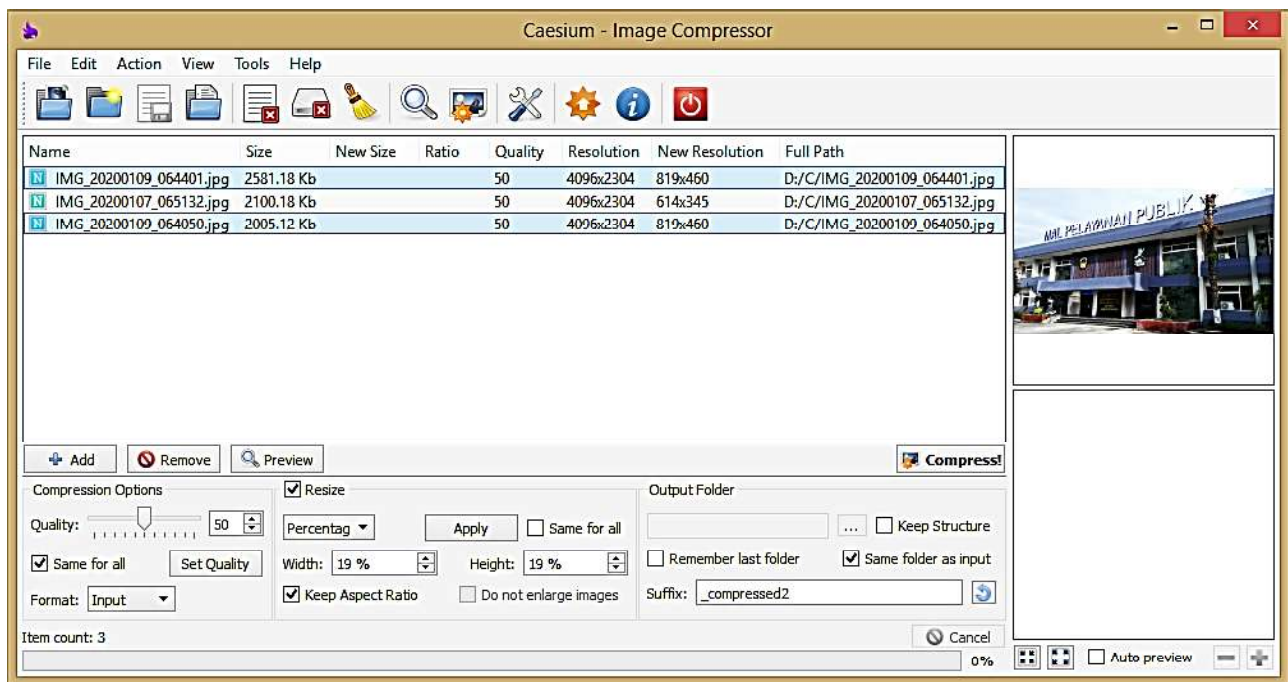 Caesium - Image Compressor
File Edit Action View Tools Help
Name Size New Size Ratio Quality Resolution New Resolution Full Path
IMG_20200109_064401.jpg 2581.18 Kb 50 4096x2304 819x460 D:/C/IMG_20200109_064401.jpg
IMG_20200107_065132.jpg 2100.18 Kb 50 4096x2304 614x345 D:/C/IMG_20200107_065132.jpg
IMG_20200109_064050.jpg 2005.12 Kb 50 4096x2304 819x460 D:/C/IMG_20200109_064050.jpg
MAL PELAYANAN PUBLIK
Add Remove Preview Compress!
Compression Options Resize Output Folder
Quality: 50 Percentag Apply Same for all ... Keep Structure
Same for all Set Quality Width: 19 % Height: 19 % Remember last folder Same folder as input
Format: Input Keep Aspect Ratio Do not enlarge images Suffix: _compressed2
Item count: 3 Cancel
0% Auto preview